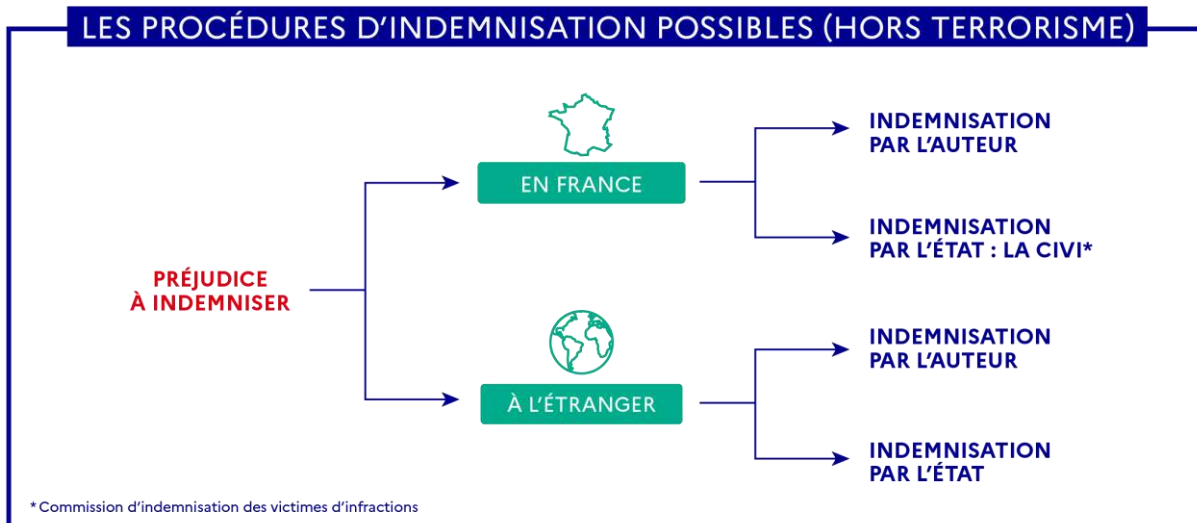 LES PROCÉDURES D'INDEMNISATION POSSIBLES (HORS TERRORISME)
EN FRANCE
INDEMNISATION
PAR L'AUTEUR
INDEMNISATION
PAR L'ÉTAT : LA CIVI*
PRÉJUDICE
À INDEMNISER
À L'ÉTRANGER
INDEMNISATION
PAR L'AUTEUR
INDEMNISATION
PAR L'ÉTAT
* Commission d'indemnisation des victimes d'infractions